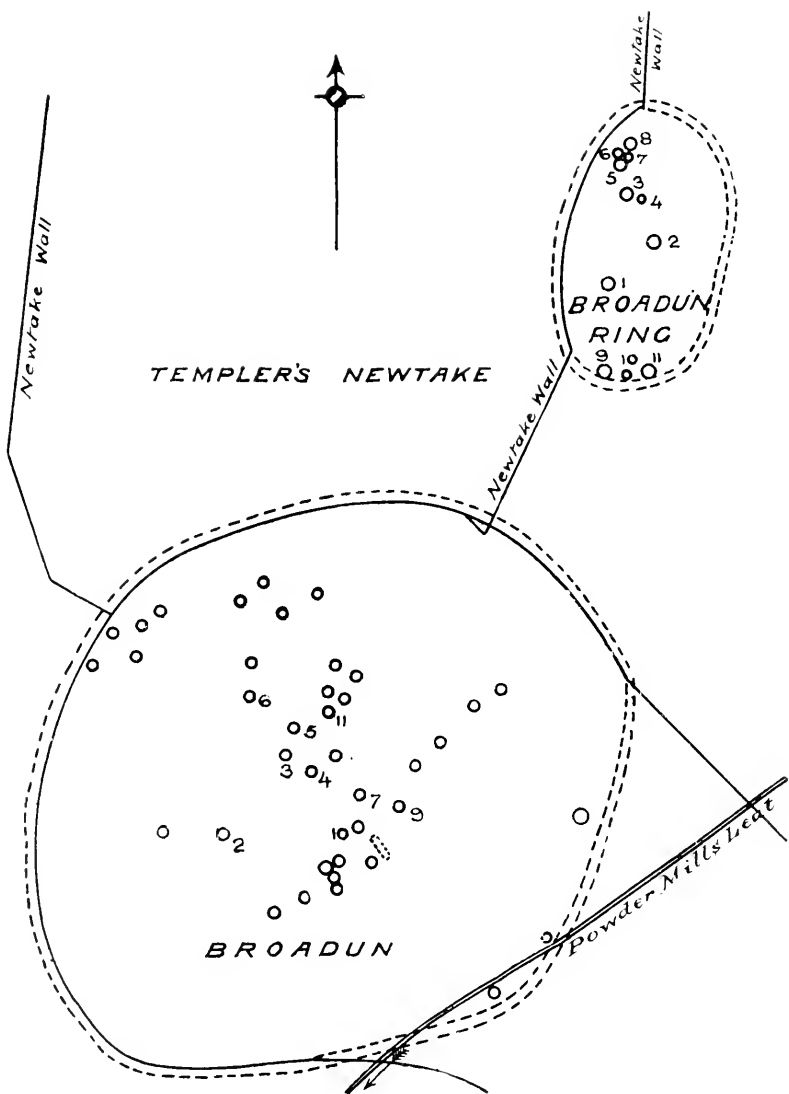 Newtake
Wall
8
6
7
5
3
4
2
1
BROADUN
RING
9 10 11
Newtake Wall
TEMPLER'S NEWTAKE
Newtake Wall
6
11
5
3
4
7
9
2
10
Powder Mills Leat
BROADUN